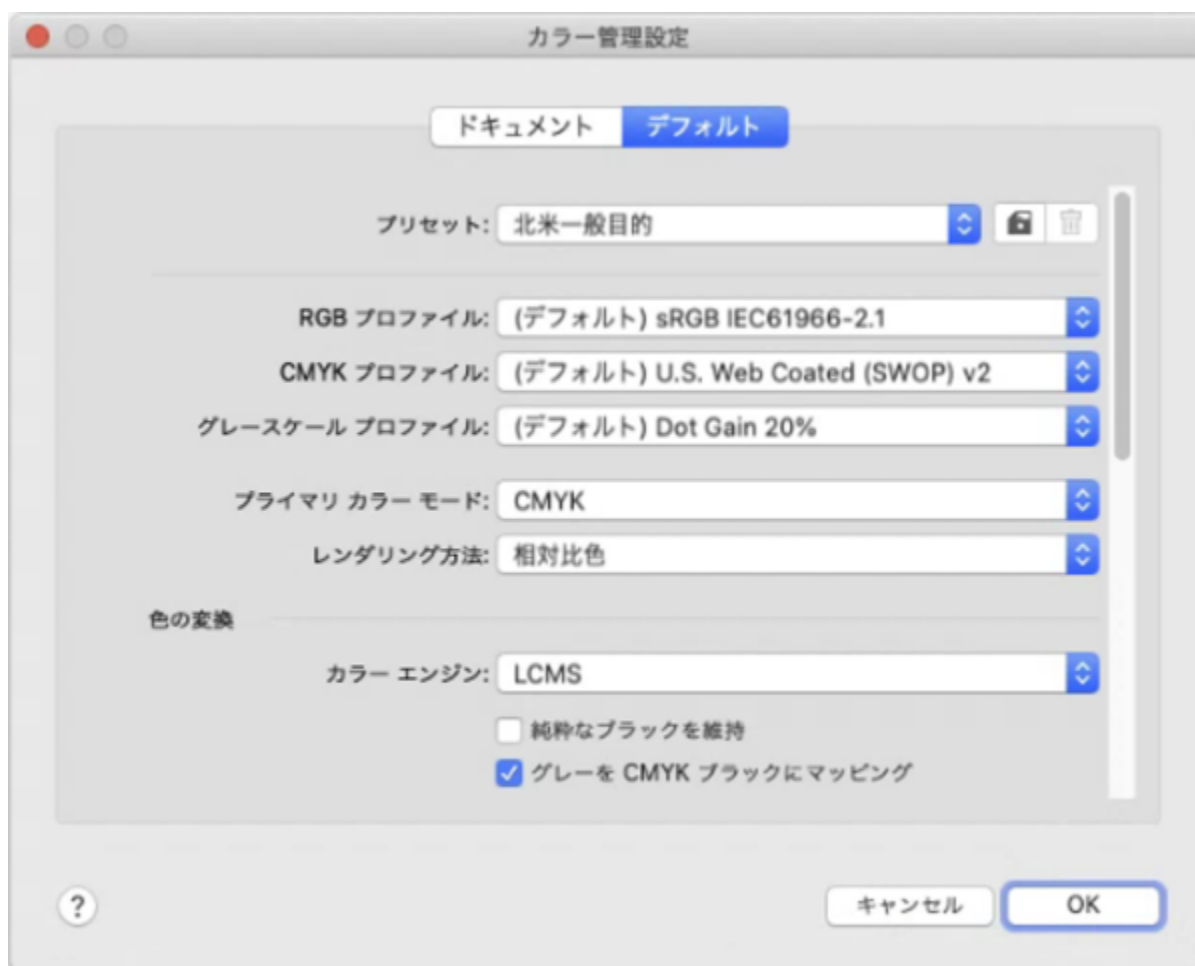 カラー管理設定
ドキュメント デフォルト
プリセット: 北米一般目的
RGB プロファイル: (デフォルト) sRGB IEC61966-2.1
CMYK プロファイル: (デフォルト) U.S. Web Coated (SWOP) v2
グレースケール プロファイル: (デフォルト) Dot Gain 20%
プライマリ カラー モード: CMYK
レンダリング方法: 相対比色
色の変換
カラー エンジン: LCMS
純粋なブラックを維持
グレーを CMYK ブラックにマッピング
? キャンセル OK